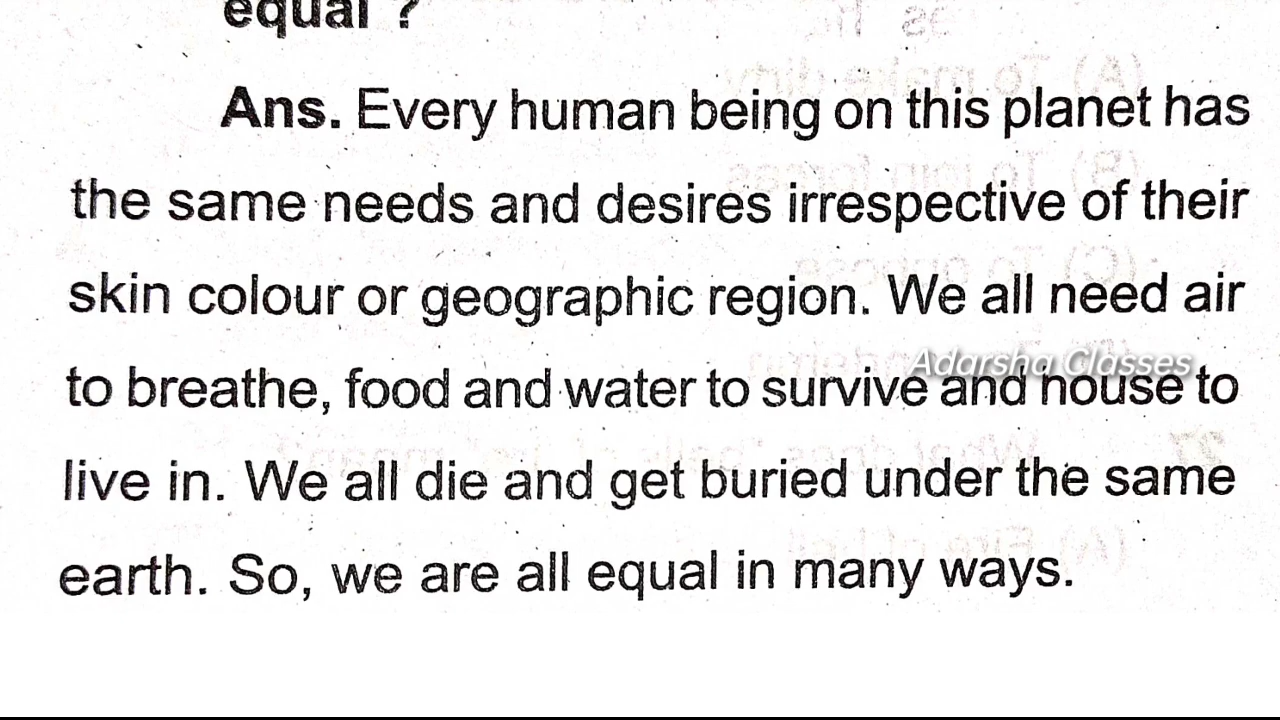 equal ?
Ans. Every human being on this planet has
the same needs and desires irrespective of their
skin colour or geographic region. We all need air
Adarsha Classes
to breathe, food and water to survive and house to
live in. We all die and get buried under the same
earth. So, we are all equal in many ways.